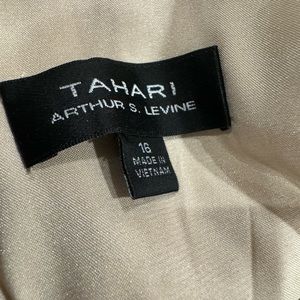 TAHARI
ARTHUR S. LEVINE
16
MADE IN
VIETNAM